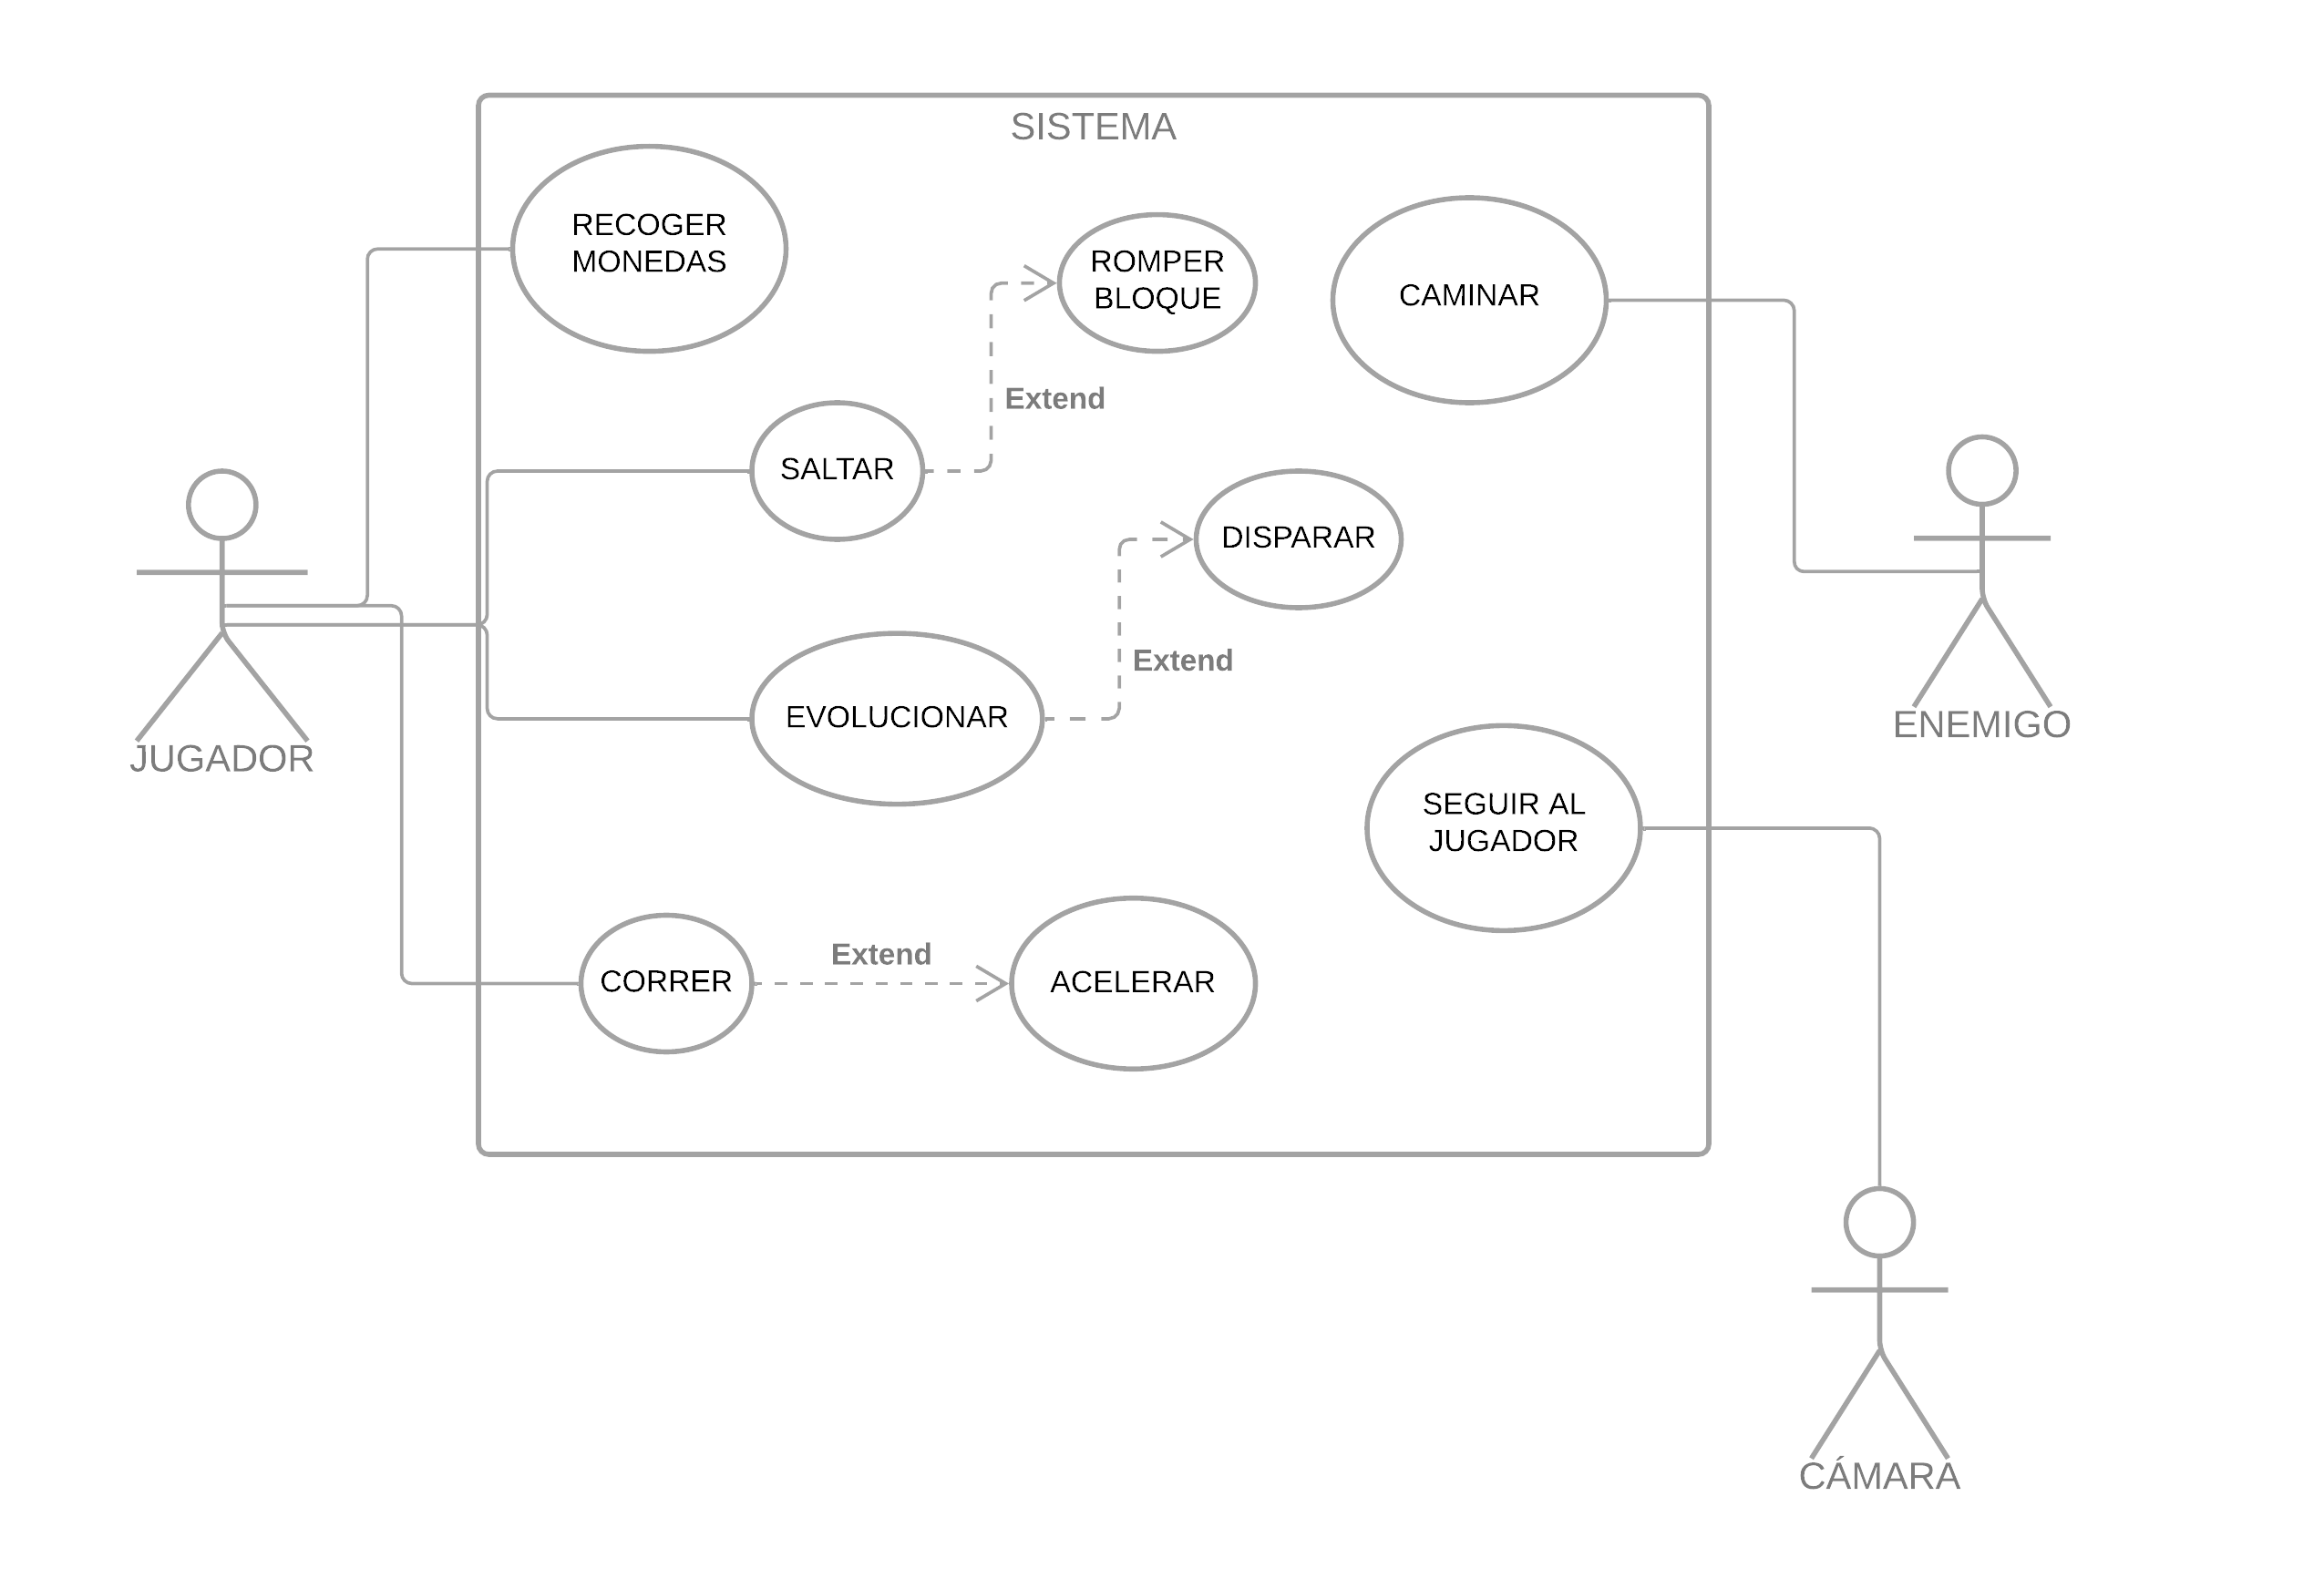 SISTEMA
RECOGER
MONEDAS
ROMPER
BLOQUE
CAMINAR
Extend
SALTAR
DISPARAR
Extend
EVOLUCIONAR
ENEMIGO
JUGADOR
SEGUIR AL
JUGADOR
Extend
CORRER
ACELERAR
CÁMARA